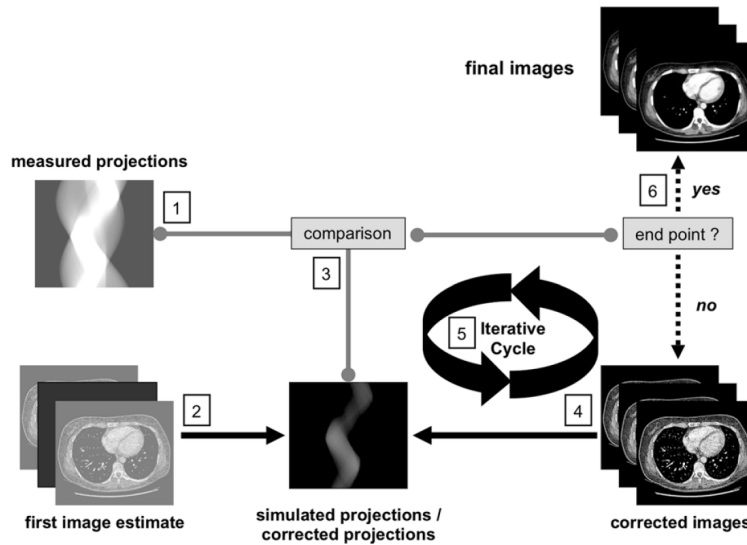 final images
measured projections
1
6
yes
comparison
end point ?
3
5
Iterative
Cycle
no
2
4
first image estimate
simulated projections /
corrected projections
corrected images